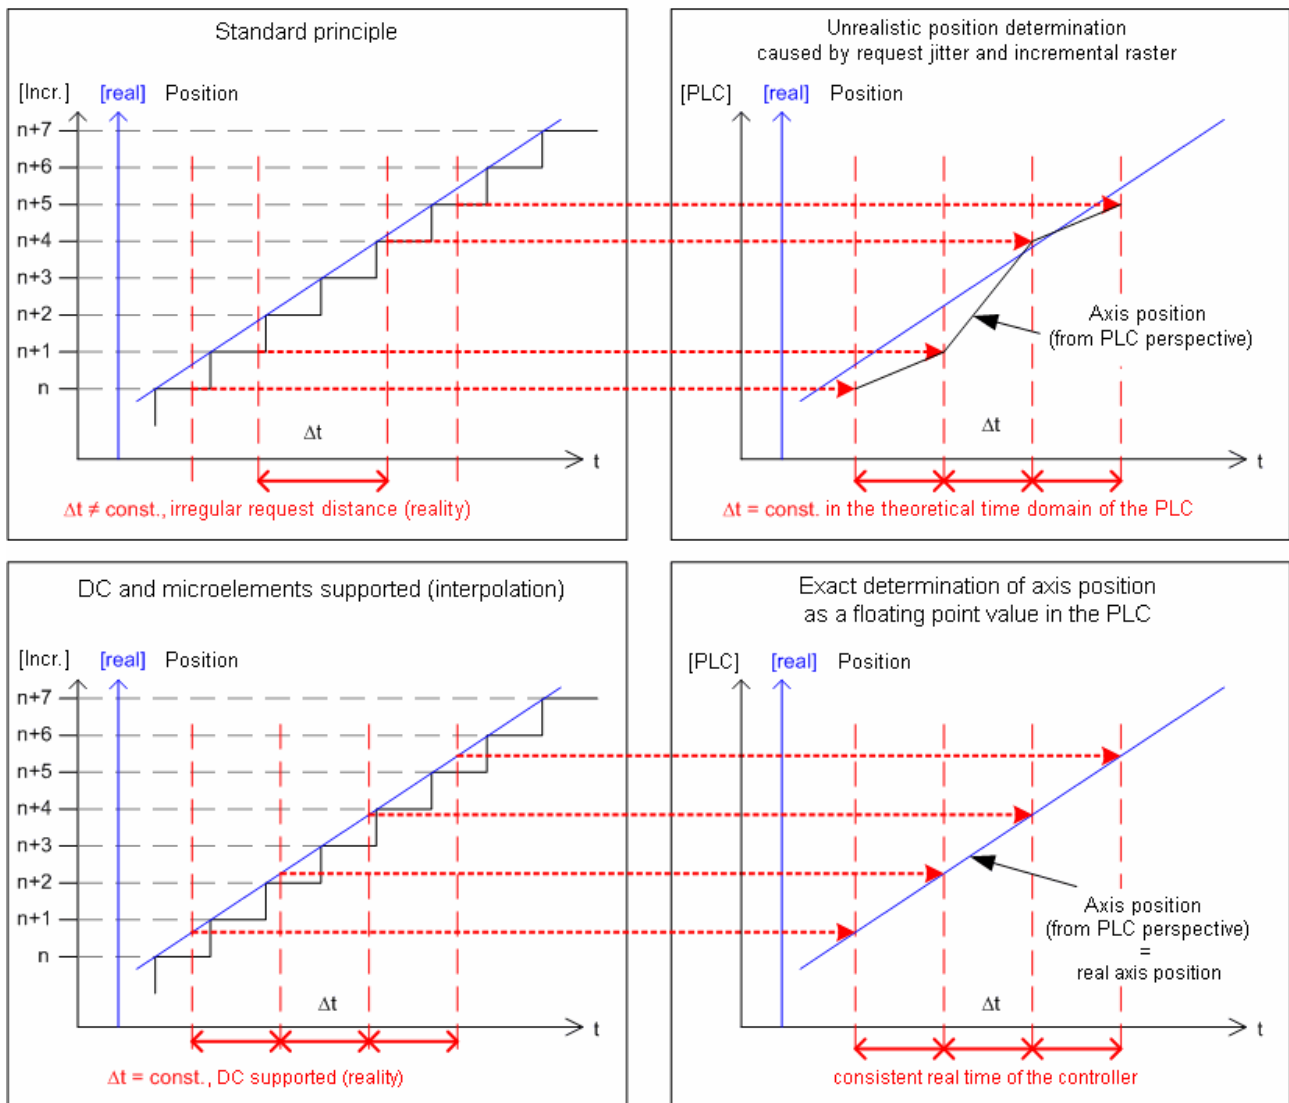 Standard principle
[Incr.] [real] Position
n+7
n+6
n+5
n+4
n+3
n+2
n+1
n
Δt
t
Δt ≠ const., irregular request distance (reality)
Unrealistic position determination
caused by request jitter and incremental raster
[PLC] [real] Position
Axis position
(from PLC perspective)
Δt
t
Δt = const. in the theoretical time domain of the PLC
DC and microelements supported (interpolation)
[Incr.] [real] Position
n+7
n+6
n+5
n+4
n+3
n+2
n+1
n
Δt
t
Δt = const., DC supported (reality)
Exact determination of axis position
as a floating point value in the PLC
[PLC] [real] Position
Axis position
(from PLC perspective)
=
real axis position
Δt
t
consistent real time of the controller